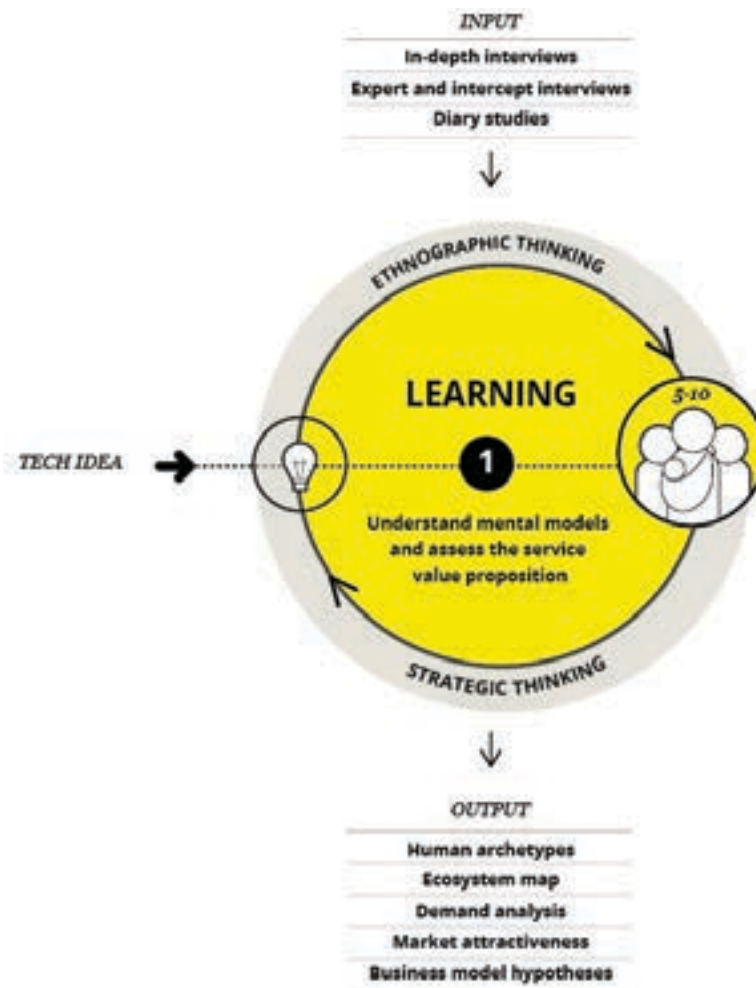 INPUT
In-depth interviews
Expert and intercept interviews
Diary studies
ETHNOGRAPHIC THINKING
LEARNING
5-10
TECH IDEA
1
Understand mental models
and assess the service
value proposition
STRATEGIC THINKING
OUTPUT
Human archetypes
Ecosystem map
Demand analysis
Market attractiveness
Business model hypotheses